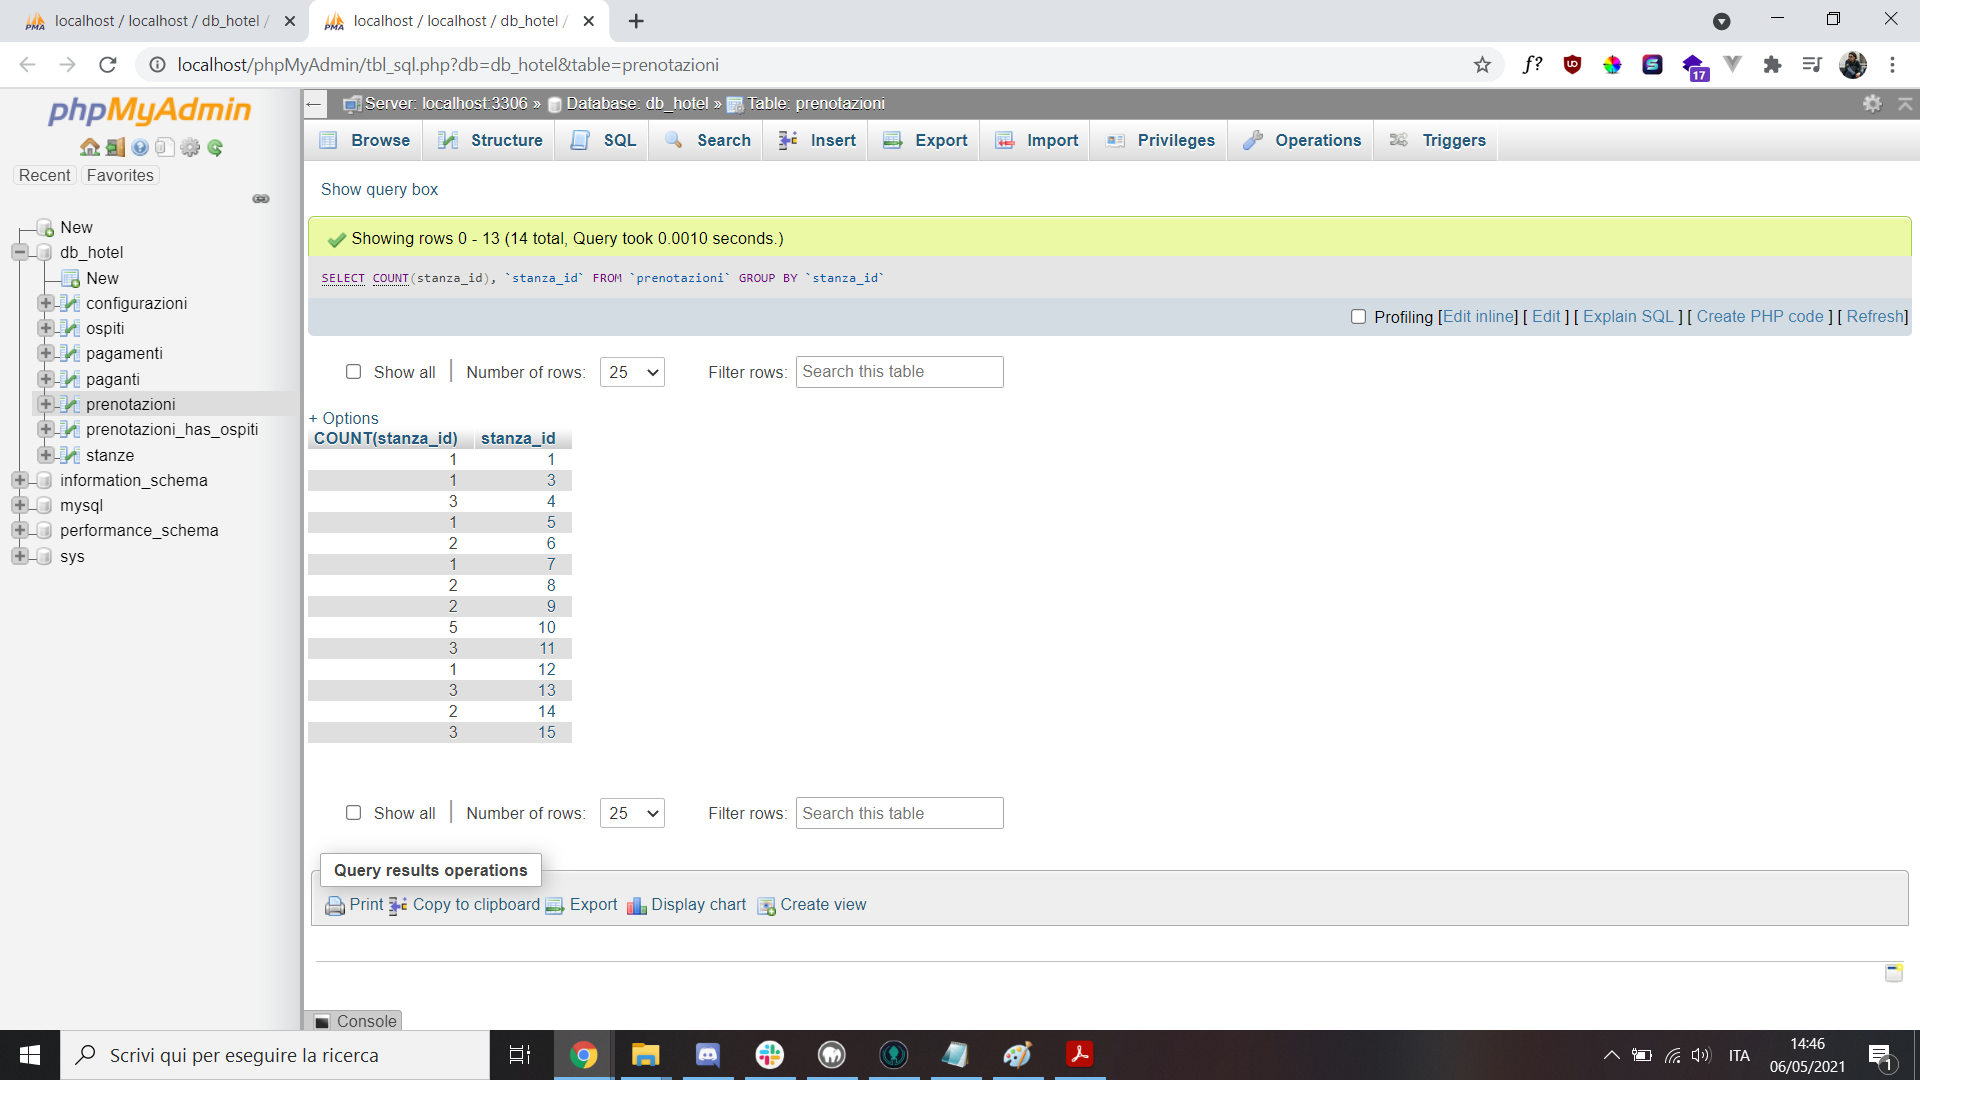 localhost / localhost / db_hotel /
localhost / localhost / db_hotel /
localhost/phpMyAdmin/tbl_sql.php?db=db_hotel&table=prenotazioni
f?
17
phpMyAdmin
Recent Favorites
New
db_hotel
New
configurazioni
ospiti
pagamenti
paganti
prenotazioni
prenotazioni_has_ospiti
stanze
information_schema
mysql
performance_schema
sys
Server: localhost:3306 » Database: db_hotel » Table: prenotazioni
Browse Structure SQL Search Insert Export Import Privileges Operations Triggers
Show query box
Showing rows 0 - 13 (14 total, Query took 0.0010 seconds.)
SELECT COUNT(stanza_id), `stanza_id` FROM `prenotazioni` GROUP BY `stanza_id`
Profiling [Edit inline] [ Edit ] [ Explain SQL ] [ Create PHP code ] [ Refresh]
Show all Number of rows: 25 Filter rows: Search this table
+ Options
COUNT(stanza_id) stanza_id
1 1
1 3
3 4
1 5
2 6
1 7
2 8
2 9
5 10
3 11
1 12
3 13
2 14
3 15
Show all Number of rows: 25 Filter rows: Search this table
Query results operations
Print Copy to clipboard Export Display chart Create view
Console
Scrivi qui per eseguire la ricerca
ITA
14:46
06/05/2021
1